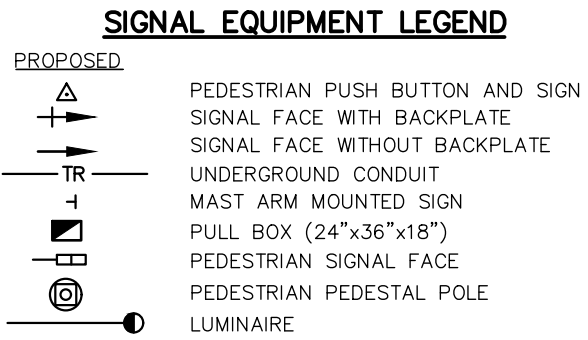 SIGNAL EQUIPMENT LEGEND
PROPOSED
PEDESTRIAN PUSH BUTTON AND SIGN
SIGNAL FACE WITH BACKPLATE
SIGNAL FACE WITHOUT BACKPLATE
TR UNDERGROUND CONDUIT
MAST ARM MOUNTED SIGN
PULL BOX (24"x36"x18")
PEDESTRIAN SIGNAL FACE
PEDESTRIAN PEDESTAL POLE
LUMINAIRE